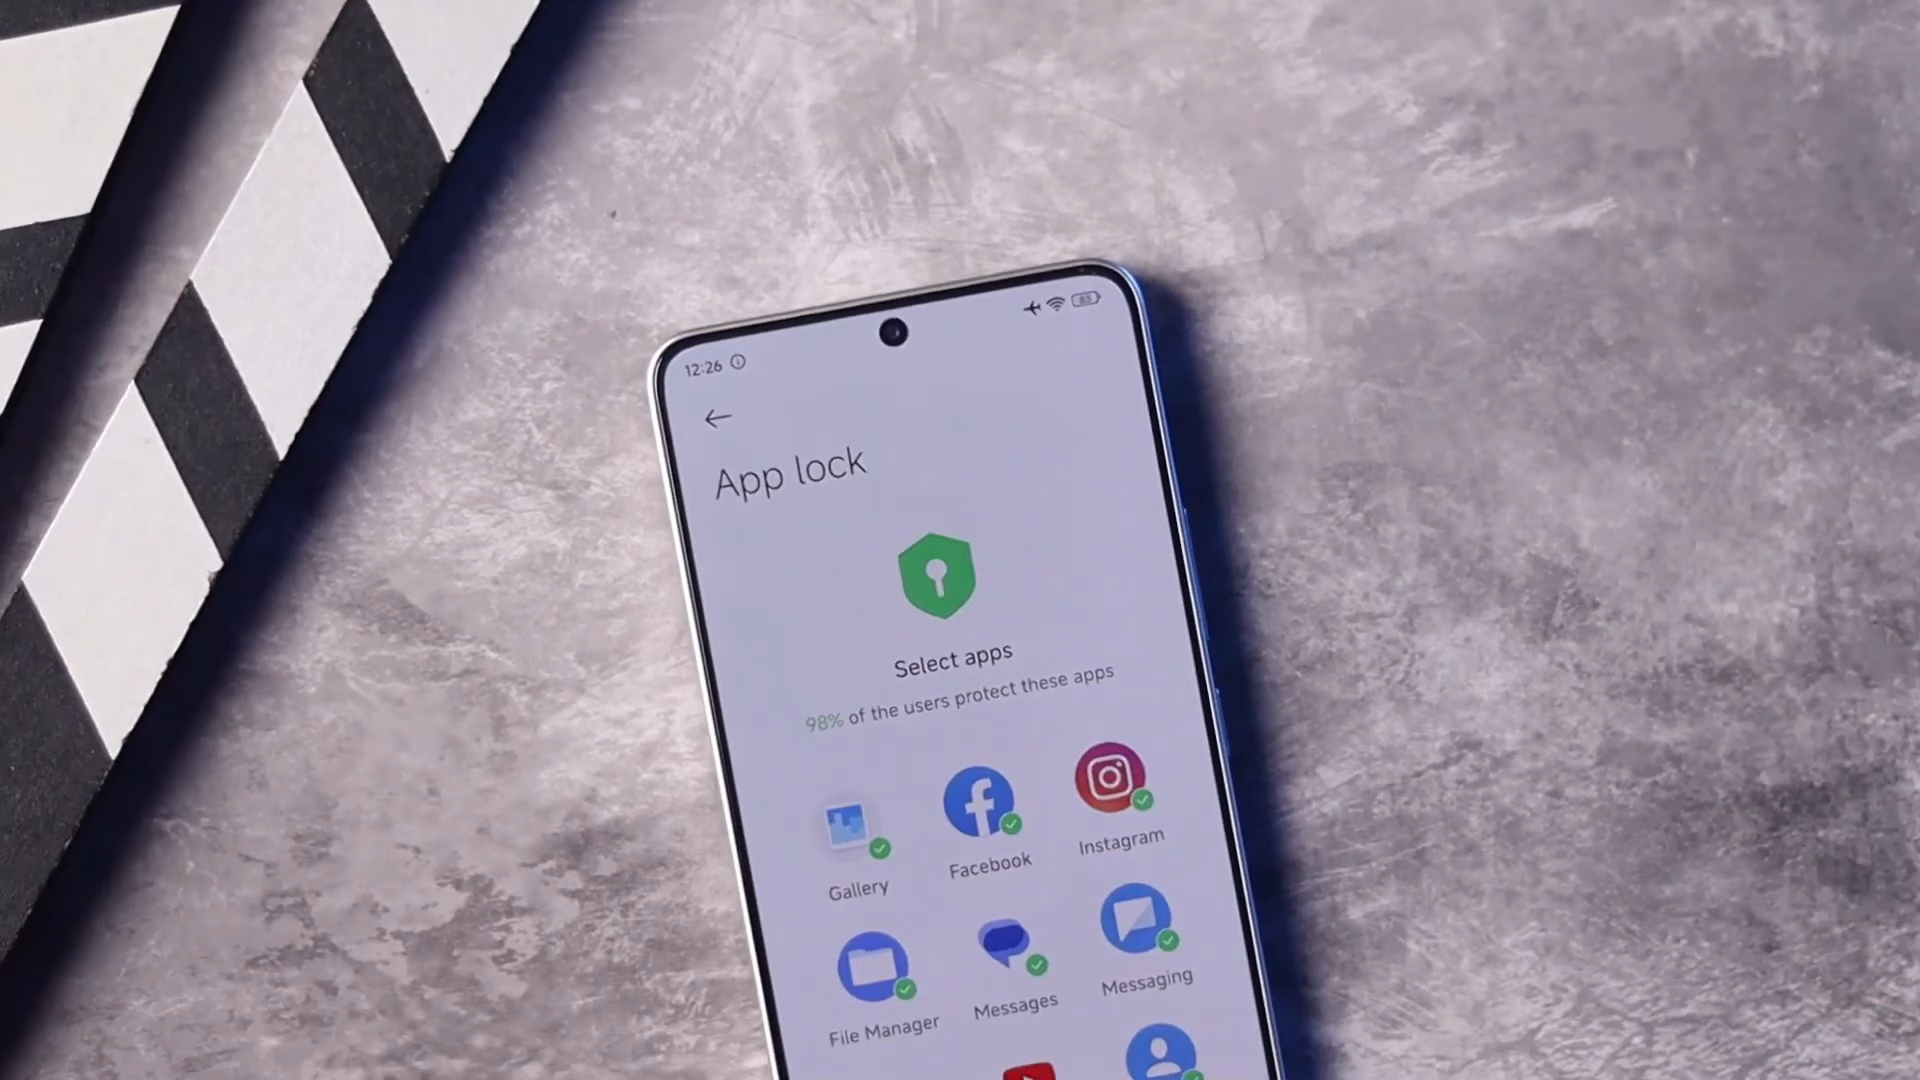 12:26
83
App lock
Select apps
98% of the users protect these apps
Gallery
Facebook
Instagram
File Manager
Messages
Messaging